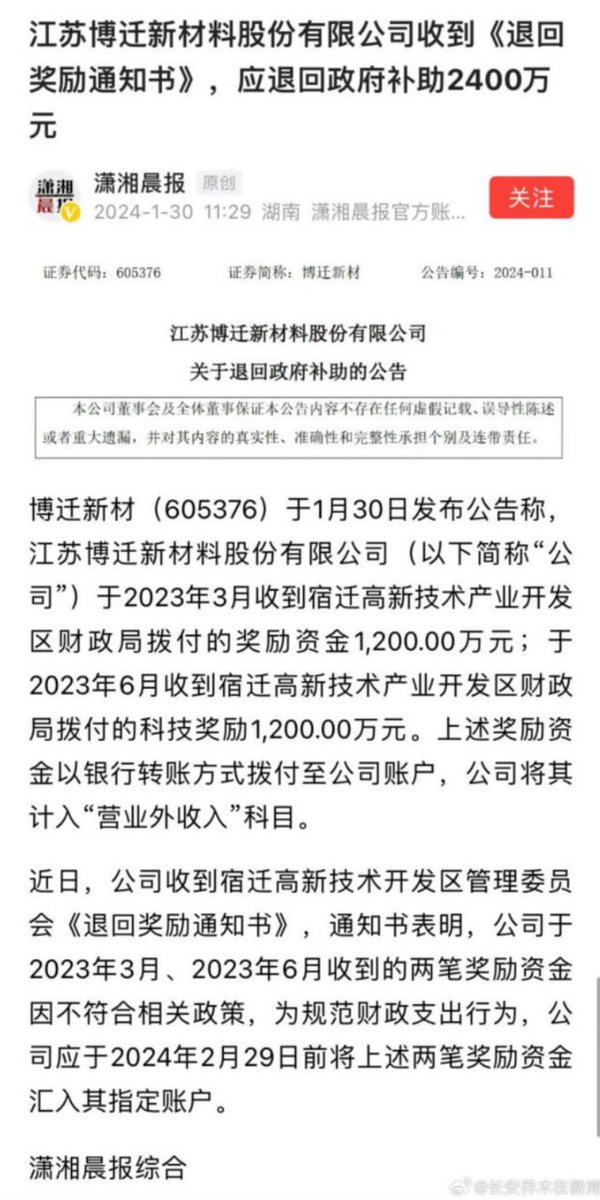 江苏博迁新材料股份有限公司收到《退回
奖励通知书》，应退回政府补助2400万
元
潇湘晨报 原创
2024-1-30 11:29 湖南 潇湘晨报官方账...
关注
证券代码：605376 证券简称：博迁新材 公告编号：2024-011
江苏博迁新材料股份有限公司
关于退回政府补助的公告
本公司董事会及全体董事保证本公告内容不存在任何虚假记载、误导性陈述
或者重大遗漏，并对其内容的真实性、准确性和完整性承担个别及连带责任。
博迁新材（605376）于1月30日发布公告称，
江苏博迁新材料股份有限公司（以下简称“公
司”）于2023年3月收到宿迁高新技术产业开发
区财政局拨付的奖励资金1,200.00万元；于
2023年6月收到宿迁高新技术产业开发区财政
局拨付的科技奖励1,200.00万元。上述奖励资
金以银行转账方式拨付至公司账户，公司将其
计入“营业外收入”科目。
近日，公司收到宿迁高新技术开发区管理委员
会《退回奖励通知书》，通知书表明，公司于
2023年3月、2023年6月收到的两笔奖励资金
因不符合相关政策，为规范财政支出行为，公
司应于2024年2月29日前将上述两笔奖励资金
汇入其指定账户。
潇湘晨报综合